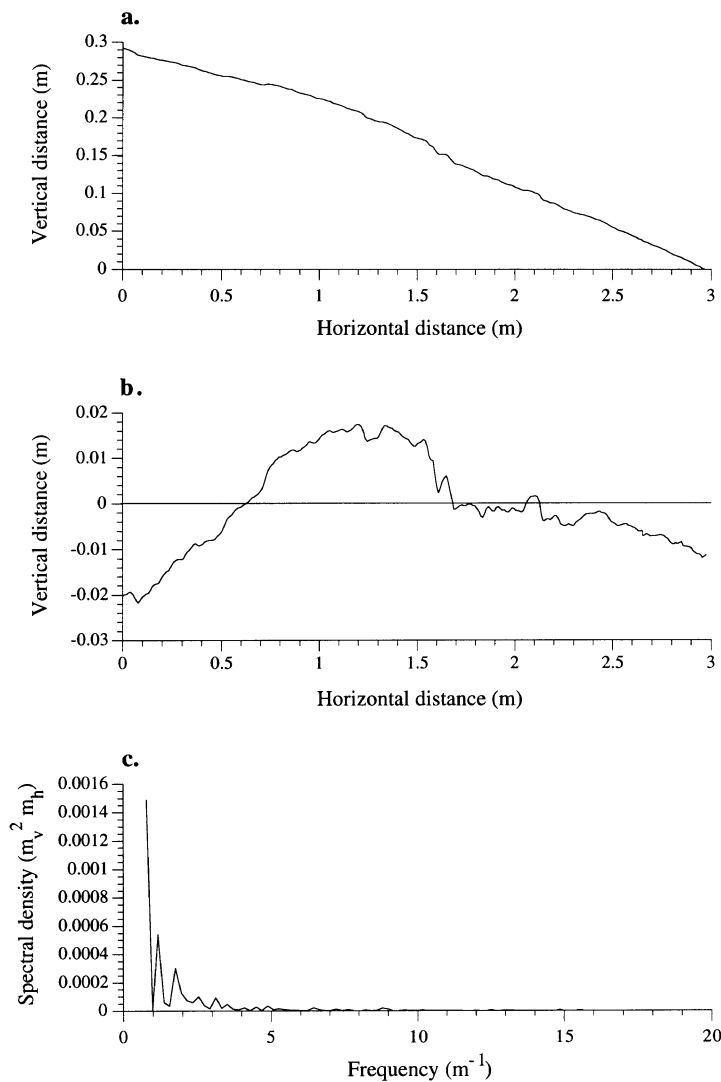 a.
0.3
0.25
0.2
0.15
0.1
0.05
0
Vertical distance (m)
0 0.5 1 1.5 2 2.5 3
Horizontal distance (m)
b.
0.02
0.01
0
-0.01
-0.02
-0.03
Vertical distance (m)
0 0.5 1 1.5 2 2.5 3
Horizontal distance (m)
c.
0.0016
0.0014
0.0012
0.001
0.0008
0.0006
0.0004
0.0002
0
Spectral density (m_v^2 m_h)
0 5 10 15 20
Frequency (m^-1)